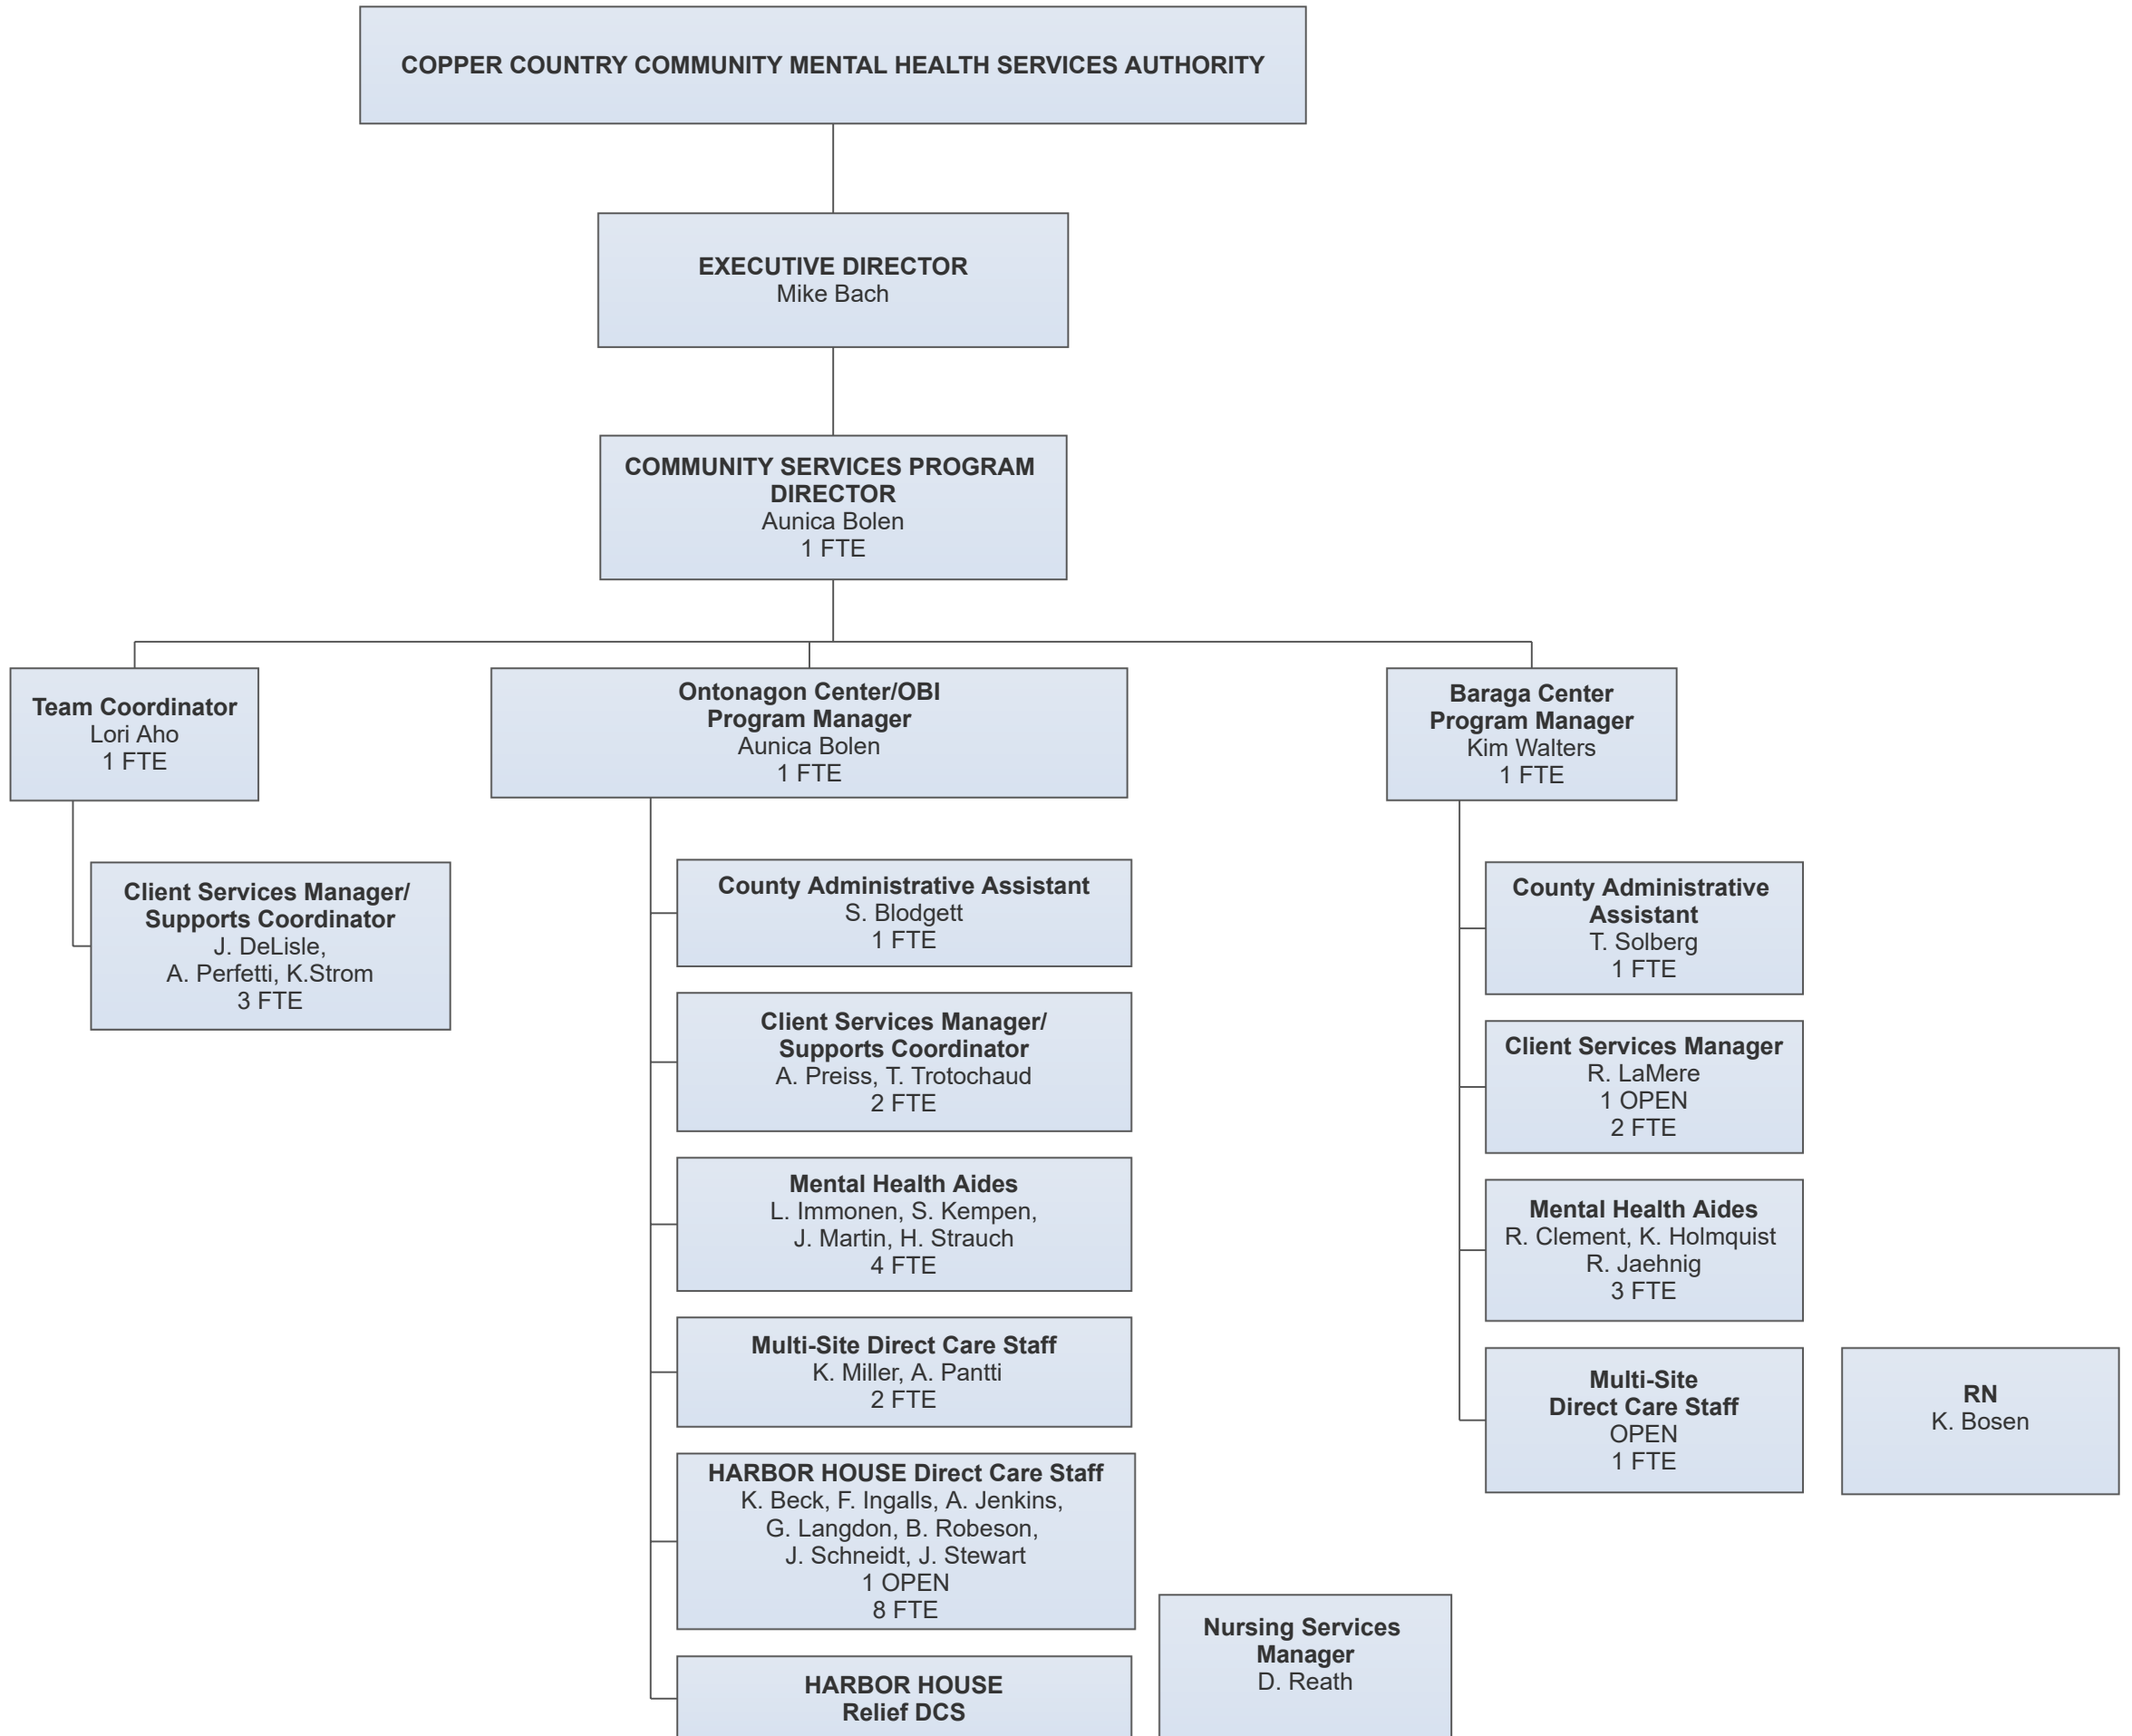 COPPER COUNTRY COMMUNITY MENTAL HEALTH SERVICES AUTHORITY
EXECUTIVE DIRECTOR
Mike Bach
COMMUNITY SERVICES PROGRAM
DIRECTOR
Aunica Bolen
1 FTE
Team Coordinator
Lori Aho
1 FTE
Client Services Manager/
Supports Coordinator
J. DeLisle,
A. Perfetti, K.Strom
3 FTE
Ontonagon Center/OBI
Program Manager
Aunica Bolen
1 FTE
County Administrative Assistant
S. Blodgett
1 FTE
Client Services Manager/
Supports Coordinator
A. Preiss, T. Trotochaud
2 FTE
Mental Health Aides
L. Immonen, S. Kempen,
J. Martin, H. Strauch
4 FTE
Multi-Site Direct Care Staff
K. Miller, A. Pantti
2 FTE
HARBOR HOUSE Direct Care Staff
K. Beck, F. Ingalls, A. Jenkins,
G. Langdon, B. Robeson,
J. Schneidt, J. Stewart
1 OPEN
8 FTE
HARBOR HOUSE
Relief DCS
Nursing Services
Manager
D. Reath
Baraga Center
Program Manager
Kim Walters
1 FTE
County Administrative
Assistant
T. Solberg
1 FTE
Client Services Manager
R. LaMere
1 OPEN
2 FTE
Mental Health Aides
R. Clement, K. Holmquist
R. Jaehnig
3 FTE
Multi-Site
Direct Care Staff
OPEN
1 FTE
RN
K. Bosen